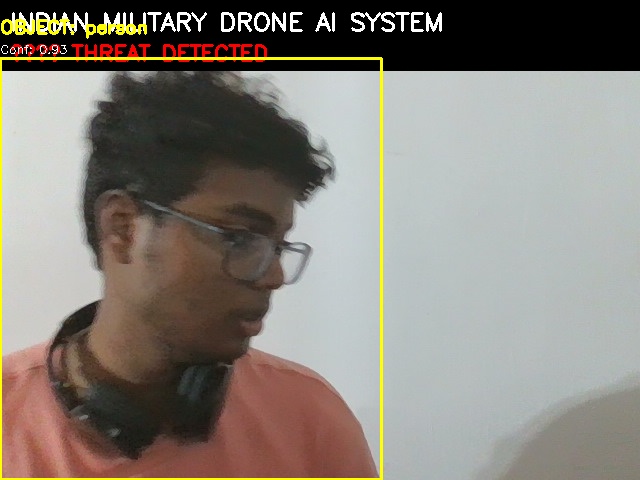 INDIAN MILITARY DRONE AI SYSTEM
OBJECT: person
Conf: 0.93
THREAT DETECTED